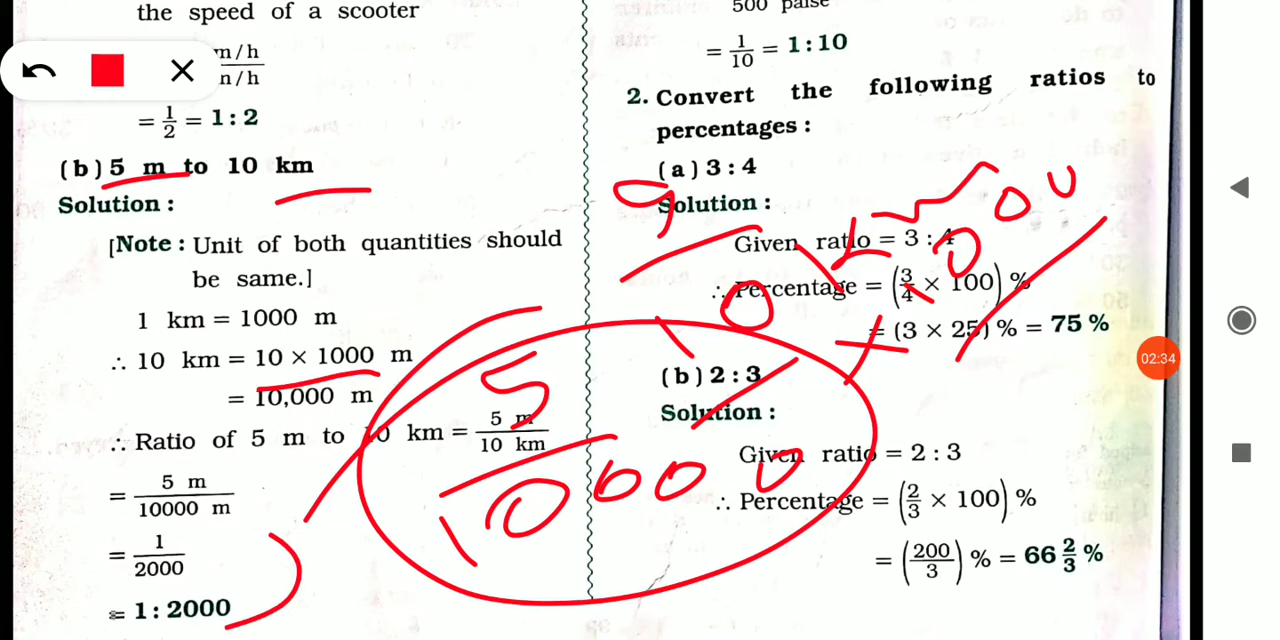 the speed of a scooter
m/h
n/h
= 1/2 = 1 : 2
(b) 5 m to 10 km
Solution :
[Note : Unit of both quantities should
be same.]
1 km = 1000 m
∴ 10 km = 10 × 1000 m
= 10,000 m
∴ Ratio of 5 m to 10 km = 5 m / 10 km
= 5 m / 10000 m
= 1/2000
= 1 : 2000
500 paise
= 1/10 = 1 : 10
2. Convert the following ratios to
percentages :
(a) 3 : 4
Solution :
Given ratio = 3 : 4
∴ Percentage = (3/4 × 100) %
= (3 × 25) % = 75 %
(b) 2 : 3
Solution :
Given ratio = 2 : 3
∴ Percentage = (2/3 × 100) %
= (200/3) % = 66 2/3 %
5
10000
02:34